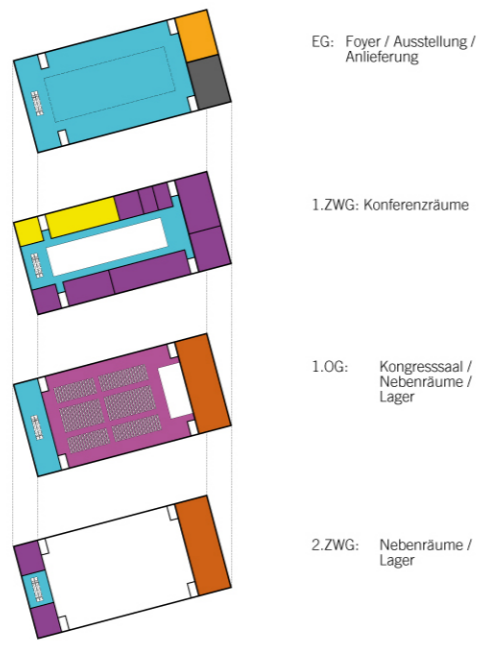 EG: Foyer / Ausstellung /
Anlieferung
1.ZWG: Konferenzräume
1.OG: Kongresssaal /
Nebenräume /
Lager
2.ZWG: Nebenräume /
Lager